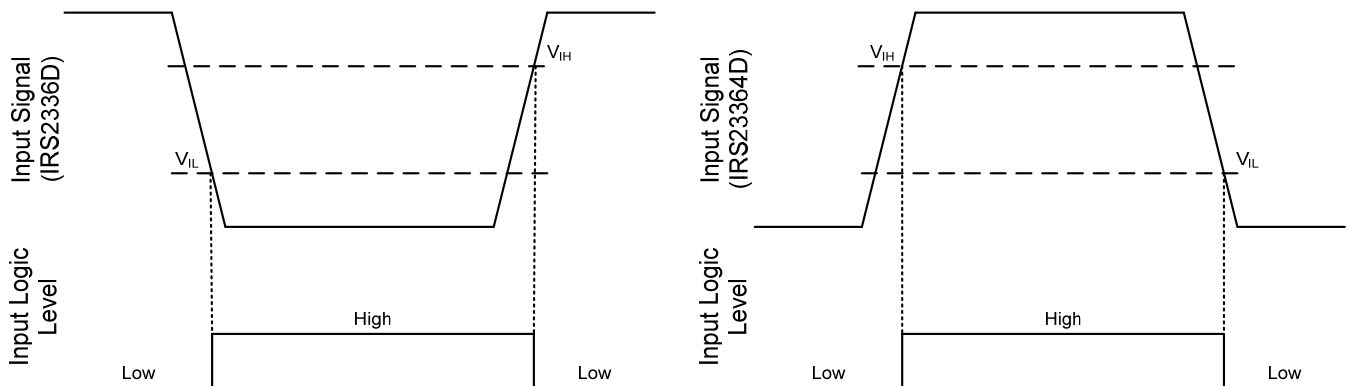 Input Signal
(IRS2336D)
V_IH
V_IL
Input Logic
Level
High
Low
Low
Input Signal
(IRS23364D)
V_IH
V_IL
Input Logic
Level
High
Low
Low